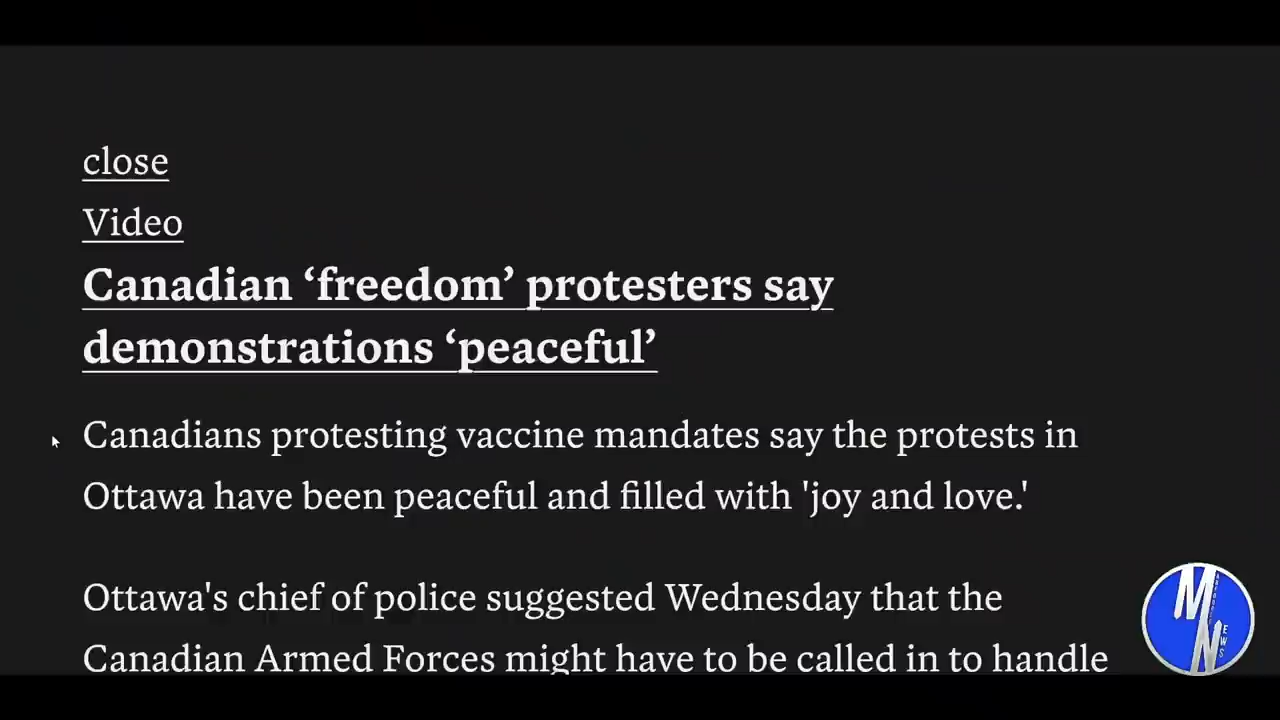 close
Video
Canadian ‘freedom’ protesters say
demonstrations ‘peaceful’
Canadians protesting vaccine mandates say the protests in
Ottawa have been peaceful and filled with 'joy and love.'
Ottawa's chief of police suggested Wednesday that the
Canadian Armed Forces might have to be called in to handle
M
N
EWS